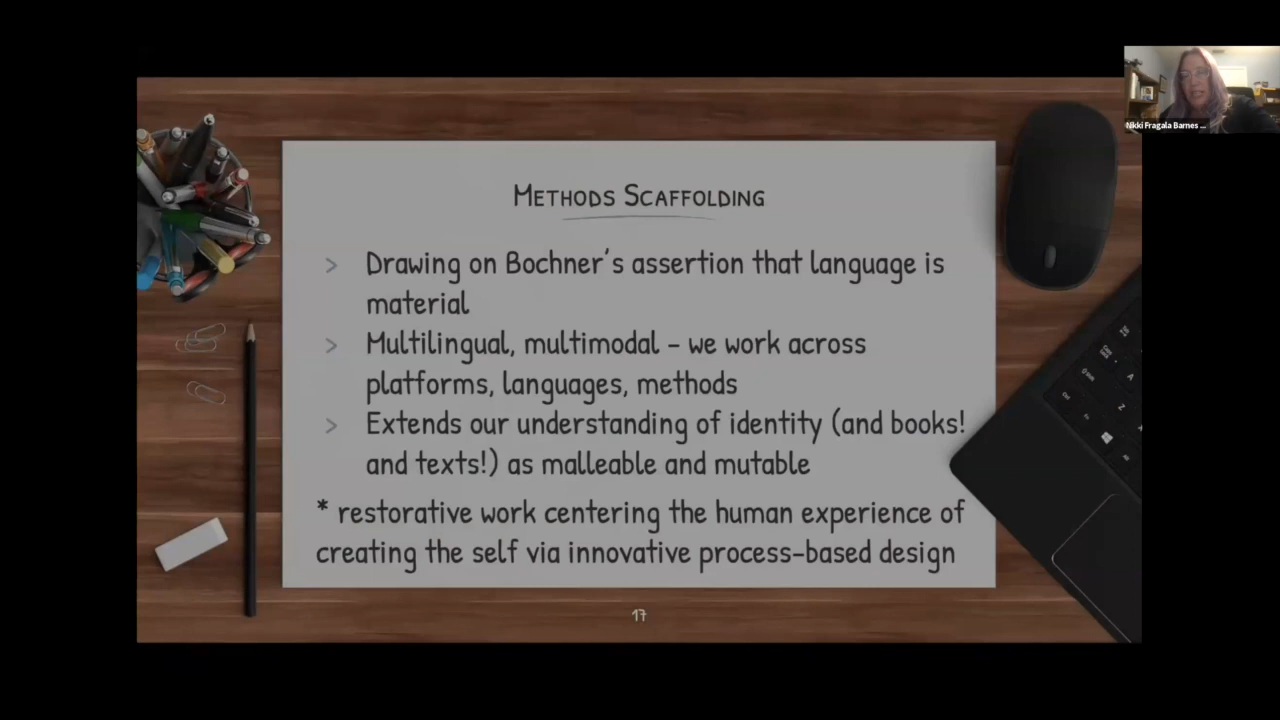 Nikki Fragala Barnes ...
Methods Scaffolding
> Drawing on Bochner's assertion that language is
material
> Multilingual, multimodal – we work across
platforms, languages, methods
> Extends our understanding of identity (and books!
and texts!) as malleable and mutable
* restorative work centering the human experience of
creating the self via innovative process-based design
17